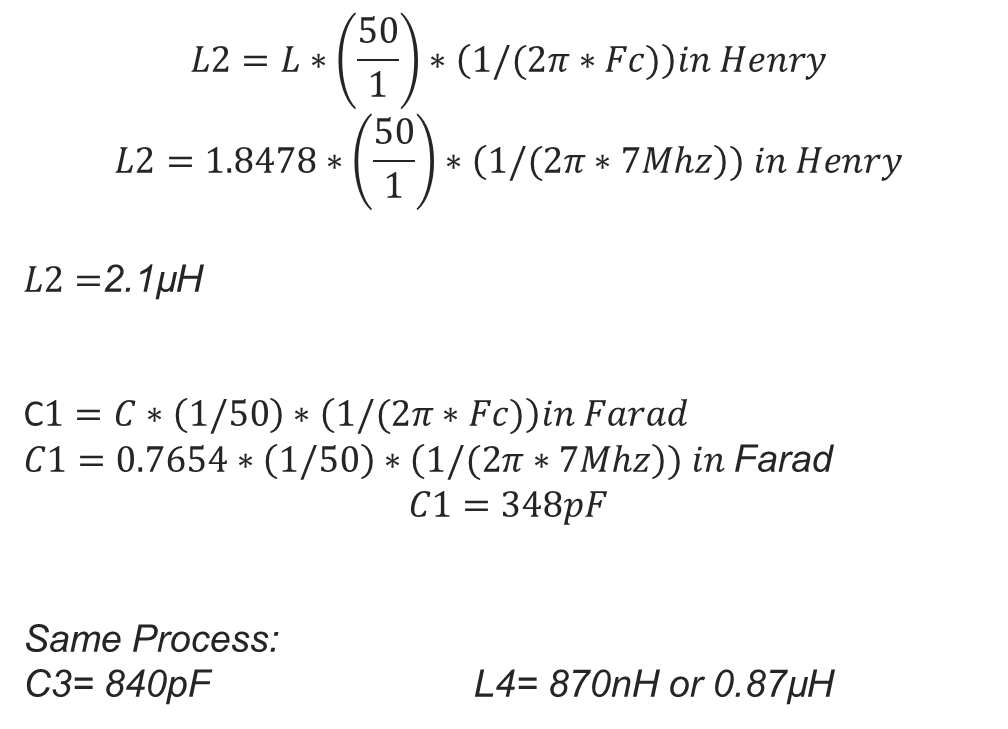 L2 = L * (50/1) * (1/(2π * Fc))in Henry
L2 = 1.8478 * (50/1) * (1/(2π * 7Mhz)) in Henry
L2 =2.1μH
C1 = C * (1/50) * (1/(2π * Fc))in Farad
C1 = 0.7654 * (1/50) * (1/(2π * 7Mhz)) in Farad
C1 = 348pF
Same Process:
C3= 840pF L4= 870nH or 0.87μH